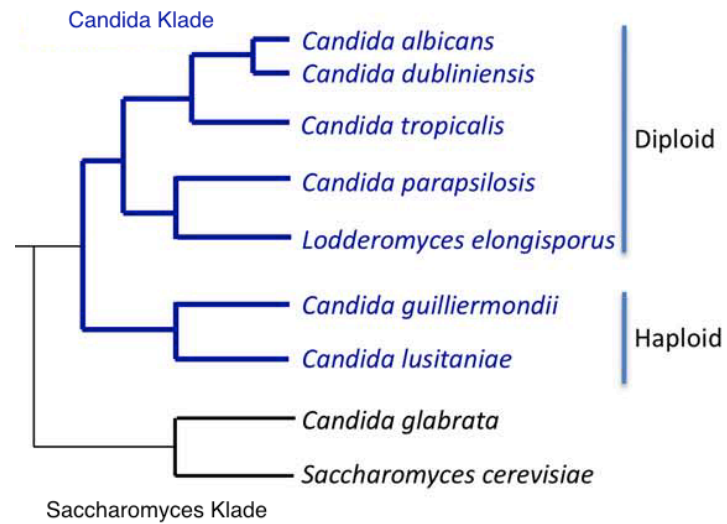 Candida Klade
Candida albicans
Candida dubliniensis
Candida tropicalis
Diploid
Candida parapsilosis
Lodderomyces elongisporus
Candida guilliermondii
Haploid
Candida lusitaniae
Candida glabrata
Saccharomyces cerevisiae
Saccharomyces Klade